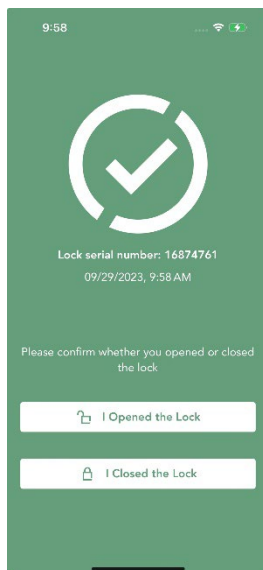 9:58
Lock serial number: 16874761
09/29/2023, 9:58 AM
Please confirm whether you opened or closed
the lock
I Opened the Lock
I Closed the Lock